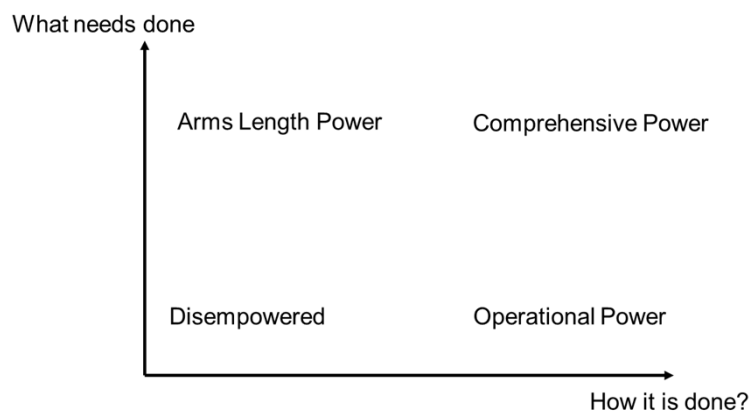 What needs done
Arms Length Power
Comprehensive Power
Disempowered
Operational Power
How it is done?